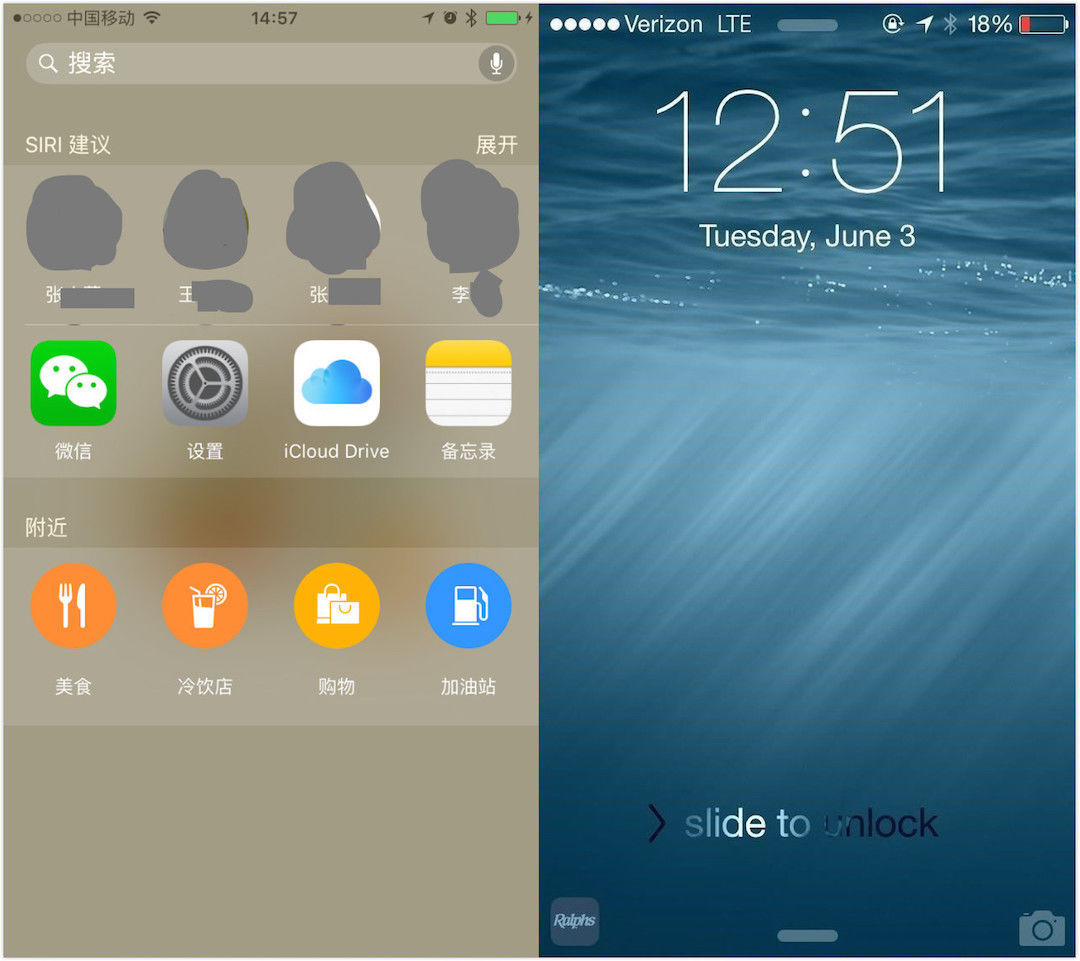 中国移动 14:57
搜索
SIRI 建议 展开
张 王 张 李
微信 设置 iCloud Drive 备忘录
附近
美食 冷饮店 购物 加油站
Verizon LTE 18%
12:51
Tuesday, June 3
slide to unlock
Ralphs